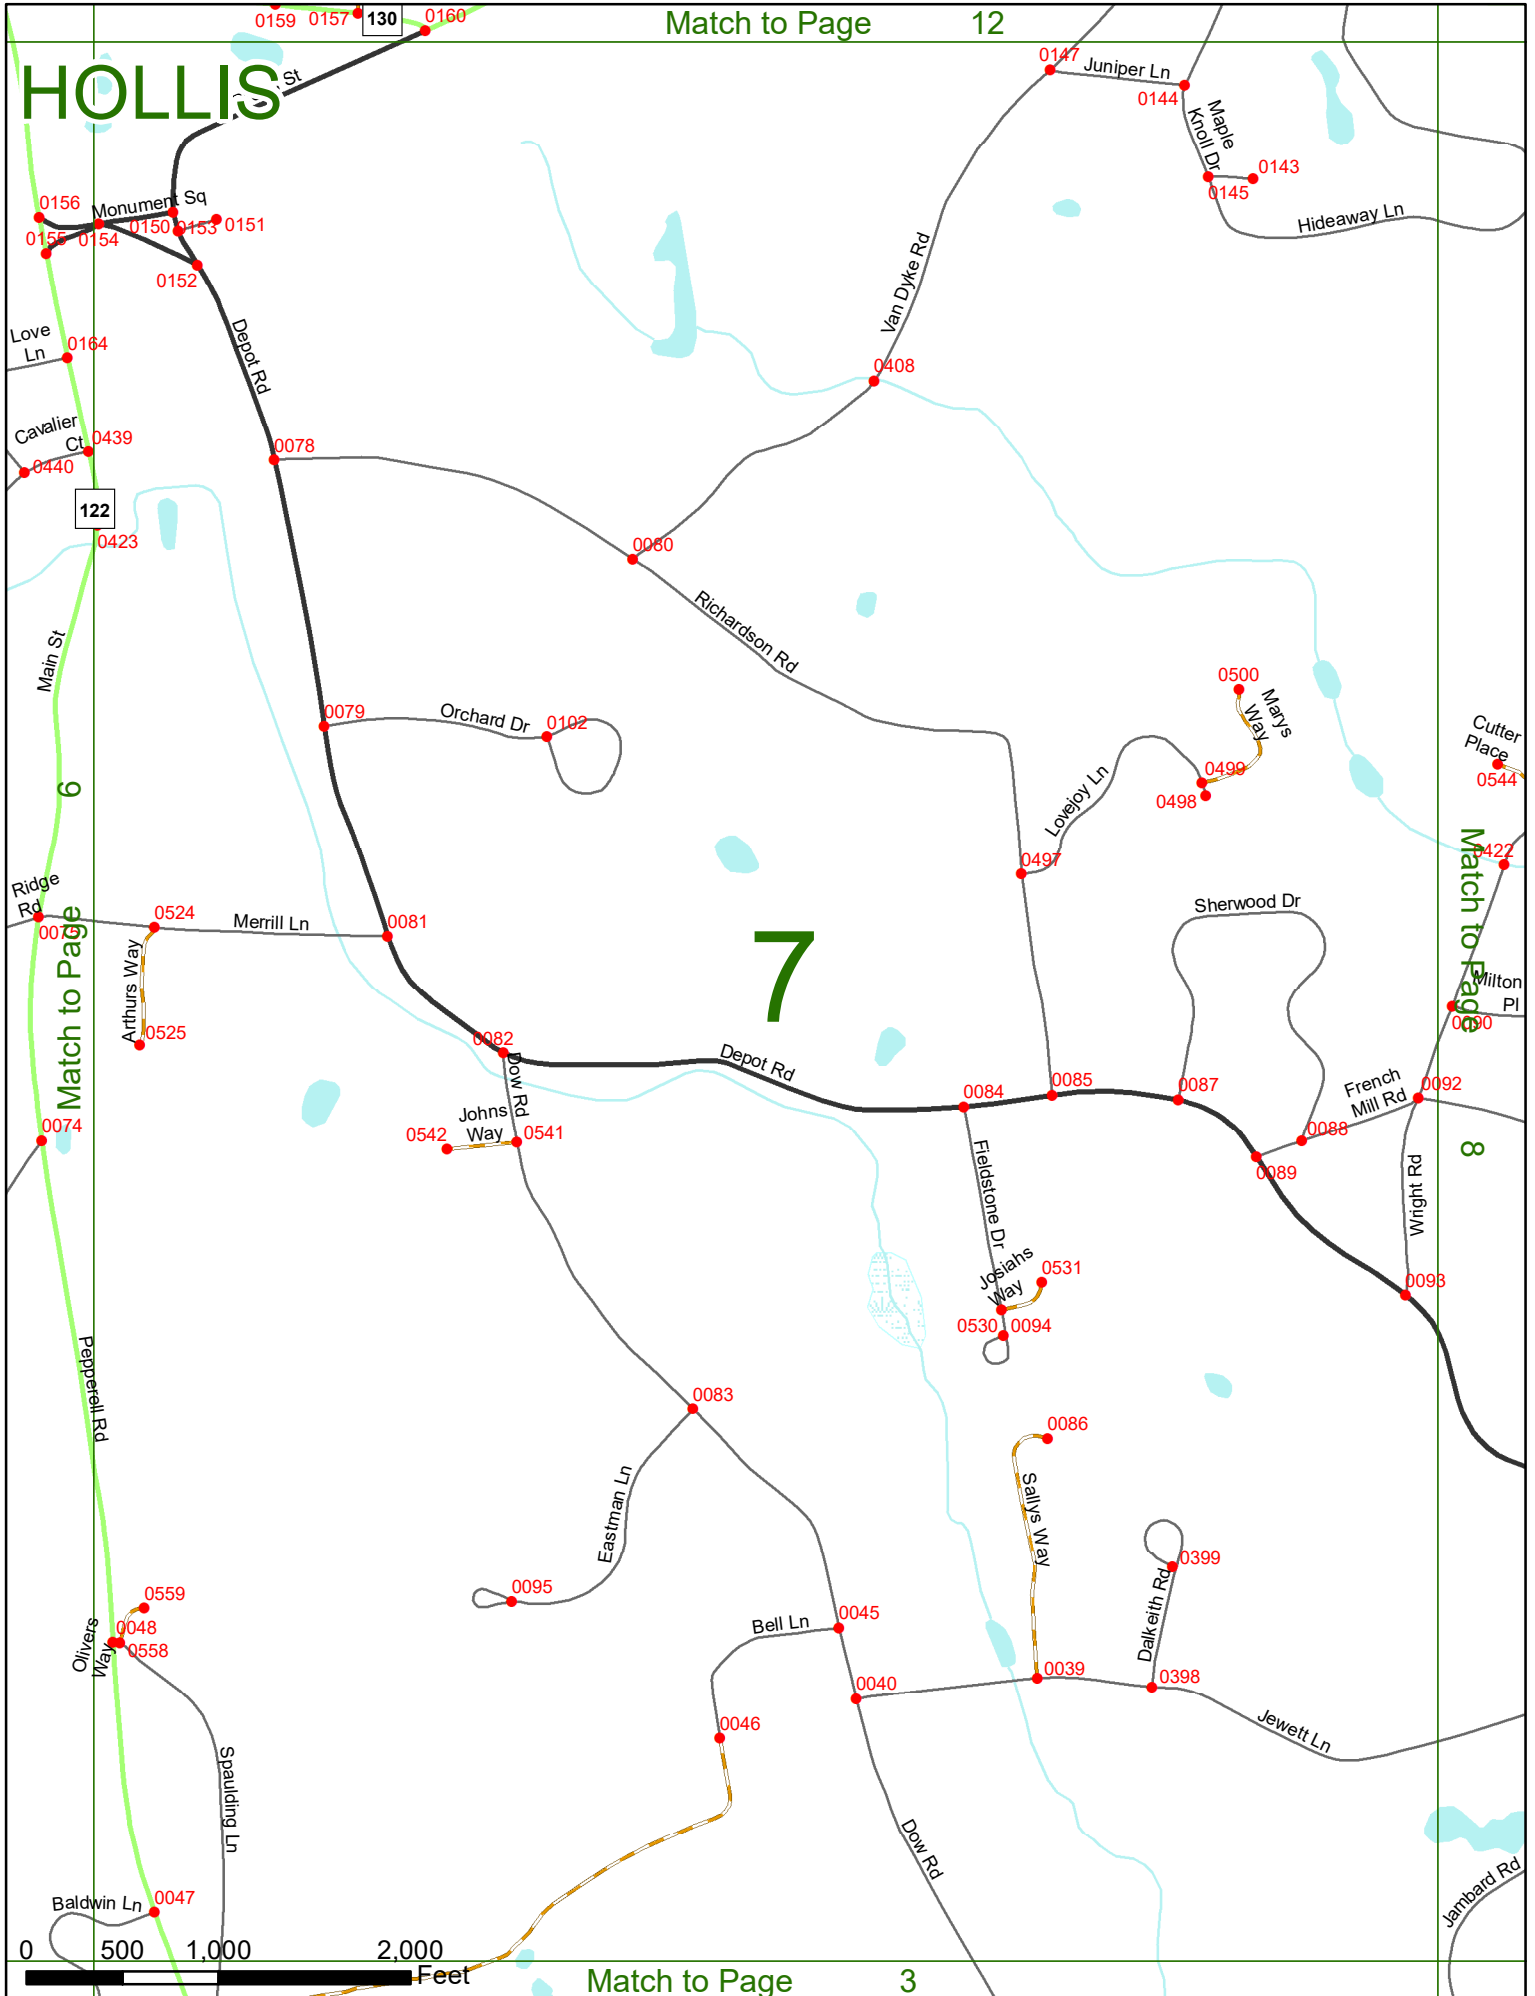 0159
0157
130
0160
Match to Page 12
HOLLIS
St
0147
Juniper Ln
0144
Maple
Knoll Dr
0143
0145
Hideaway Ln
0156
Monument Sq
0150
0153
0151
0155
0154
0152
Van Dyke Rd
Love
Ln
0164
Depot Rd
0408
Cavalier
Ct
0439
0440
0078
122
0423
0080
Richardson Rd
Main St
0500
Marys
Way
0079
Orchard Dr
0102
Cutter
Place
0544
6
0499
0498
Lovejoy Ln
0422
0497
Ridge
Rd
0075
0524
Merrill Ln
0081
Sherwood Dr
Match to Page
Match to Page
7
Arthurs Way
0525
Milton
Pl
0090
0082
Dow Rd
Depot Rd
0084
0085
0087
French
Mill Rd
0092
Johns
Way
0542
0541
0074
0088
0089
8
Fieldstone Dr
Wright Rd
Josiahs
Way
0531
0093
0530
0094
Pepperell Rd
0083
0086
Eastman Ln
Sallys Way
0399
0095
Dalkeith Rd
0559
0048
0558
Olivers
Way
Bell Ln
0045
0039
0398
0040
0046
Jewett Ln
Spaulding Ln
Dow Rd
Jambard Rd
Baldwin Ln
0047
0 500 1,000 2,000
Feet
Match to Page 3